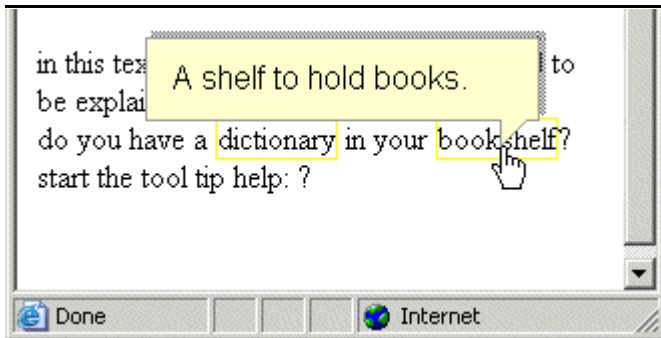 in this tex
A shelf to hold books.
to
be explai
do you have a dictionary in your bookshelf?
start the tool tip help: ?
Done
Internet